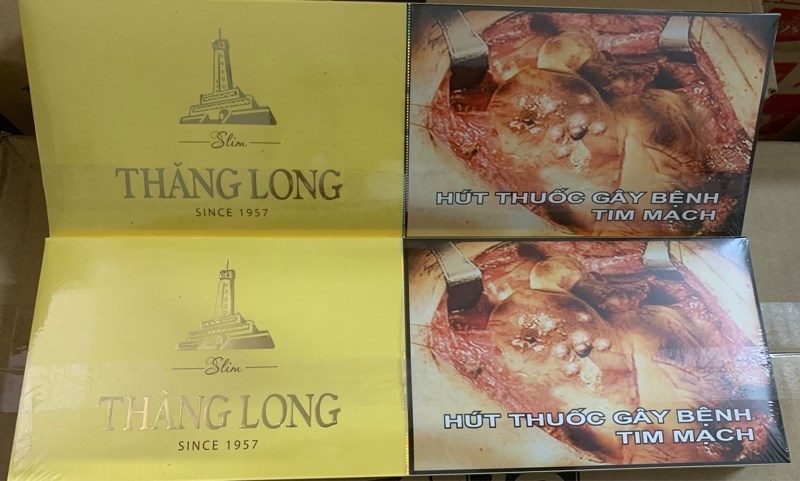 Slim
THĂNG LONG
SINCE 1957
HÚT THUỐC GÂY BỆNH
TIM MẠCH
Slim
THĂNG LONG
SINCE 1957
HÚT THUỐC GÂY BỆNH
TIM MẠCH